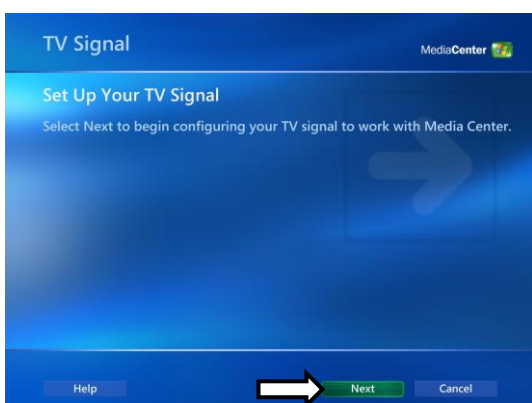 TV Signal
MediaCenter
Set Up Your TV Signal
Select Next to begin configuring your TV signal to work with Media Center.
Help Next Cancel